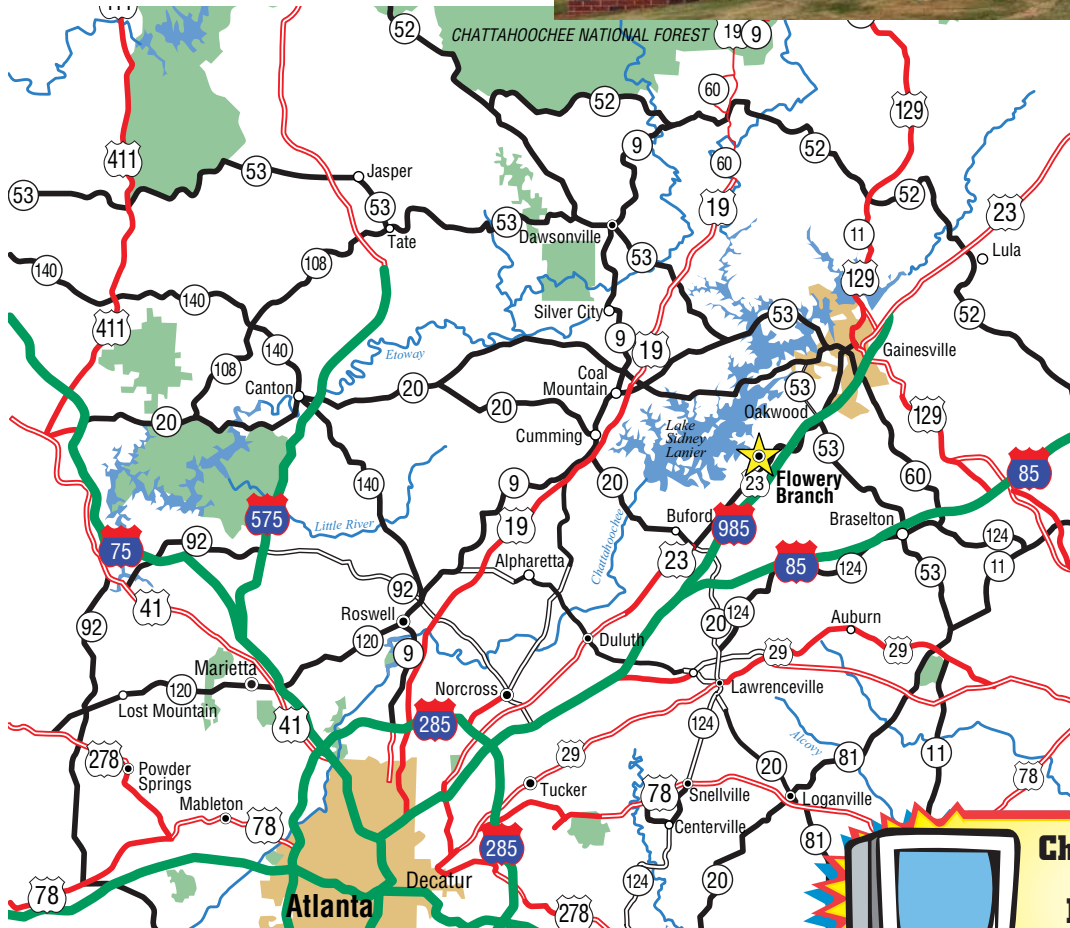 411
52
CHATTAHOOCHEE NATIONAL FOREST
19
9
60
52
129
9
411
52
53
Jasper
60
53
53
52
19
23
53
Tate
Dawsonville
11
53
Lula
108
140
129
140
Silver City
53
52
411
9
19
Etoway
140
Gainesville
108
Coal
Mountain
20
53
Canton
20
Oakwood
129
20
Lake
Sidney
Lanier
Cumming
53
Flowery
Branch
23
85
60
9
20
140
Buford
575
19
985
Braselton
Little River
Chattahoochee
92
75
23
124
Alpharetta
85
124
11
53
92
41
124
Roswell
20
Auburn
92
120
9
Duluth
29
29
Marietta
120
Norcross
Lawrenceville
Lost Mountain
41
285
124
Alcovy
278
29
81
11
Powder
Springs
20
78
Tucker
78
Snellville
Mableton
78
Loganville
Centerville
285
81
Ch
Decatur
124
20
78
Atlanta
278